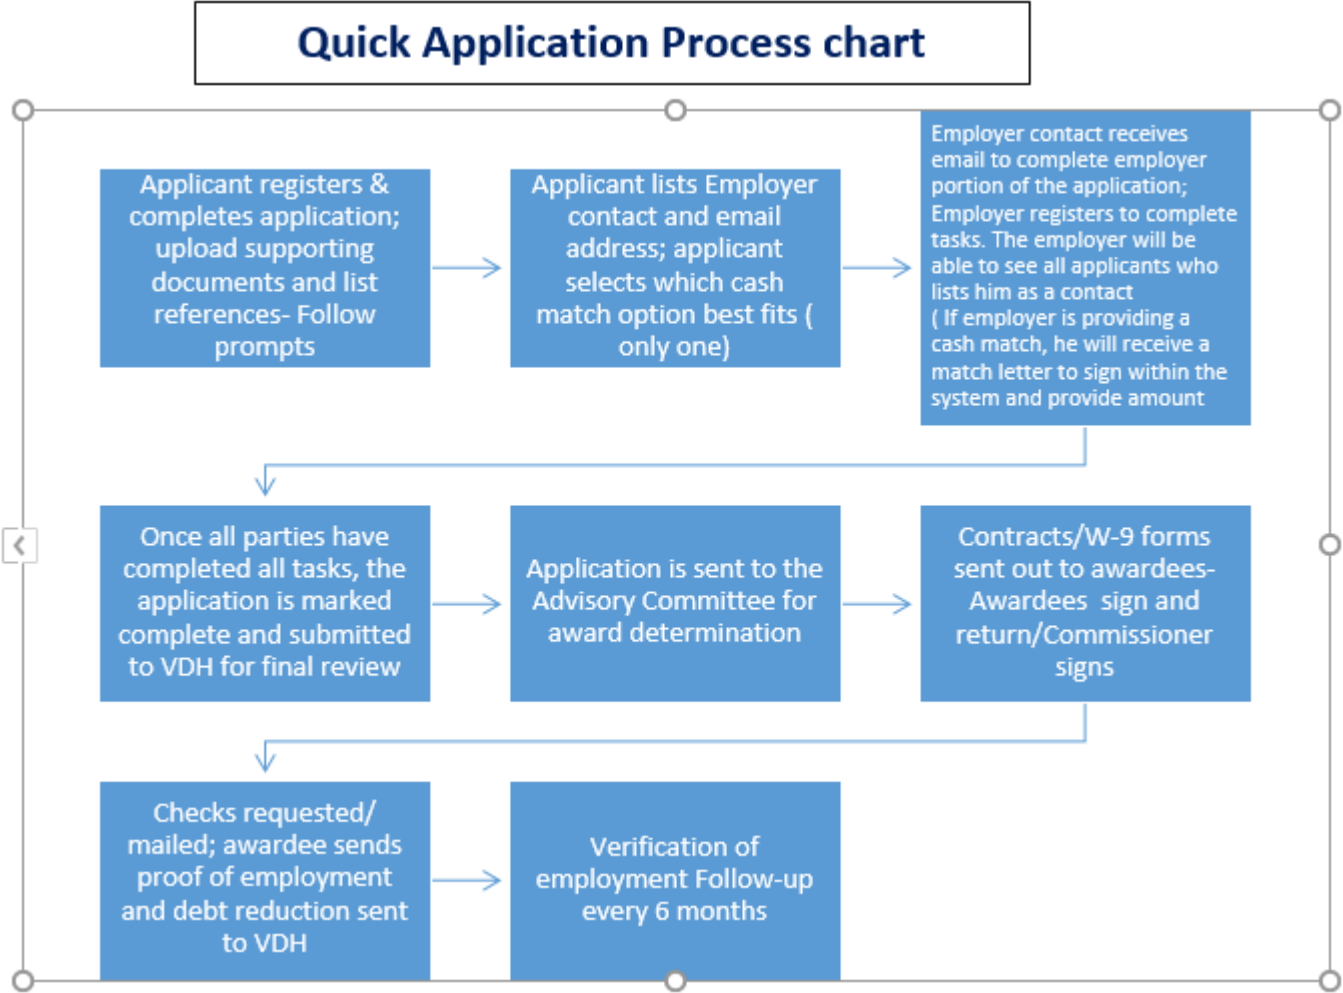 Quick Application Process chart
Applicant registers &
completes application;
upload supporting
documents and list
references- Follow
prompts
Applicant lists Employer
contact and email
address; applicant
selects which cash
match option best fits (
only one)
Employer contact receives
email to complete employer
portion of the application;
Employer registers to complete
tasks. The employer will be
able to see all applicants who
lists him as a contact
( If employer is providing a
cash match, he will receive a
match letter to sign within the
system and provide amount
Once all parties have
completed all tasks, the
application is marked
complete and submitted
to VDH for final review
Application is sent to the
Advisory Committee for
award determination
Contracts/W-9 forms
sent out to awardees-
Awardees  sign and
return/Commissioner
signs
Checks requested/
mailed; awardee sends
proof of employment
and debt reduction sent
to VDH
Verification of
employment Follow-up
every 6 months